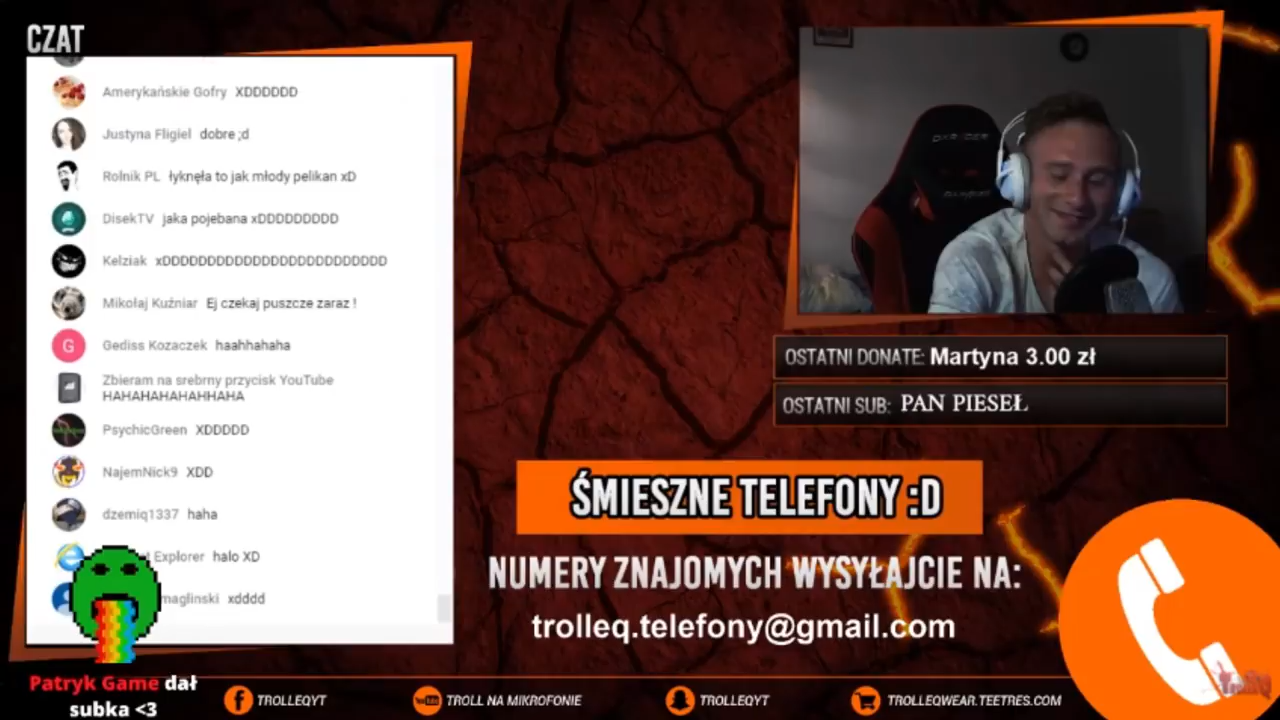 CZAT
Amerykańskie Gofry XDDDDDD
Justyna Fligiel dobre ;d
Rolnik PL łyknęła to jak młody pelikan xD
DisekTV jaka pojebana xDDDDDDDDD
Kelziak xDDDDDDDDDDDDDDDDDDDDDDDDD
Mikołaj Kuźniar Ej czekaj puszcze zaraz !
Gediss Kozaczek haahhahaha
Zbieram na srebrny przycisk YouTube
HAHAHAHAHAHHAHA
PsychicGreen XDDDDD
NajemNick9 XDD
dzemiq1337 haha
Explorer halo XD
maglinski xdddd
Patryk Game dał
subka <3
OSTATNI DONATE: Martyna 3.00 zł
OSTATNI SUB: PAN PIESEŁ
ŚMIESZNE TELEFONY :D
NUMERY ZNAJOMYCH WYSYŁAJCIE NA:
trolleq.telefony@gmail.com
TROLLEQYT
TROLL NA MIKROFONIE
TROLLEQYT
TROLLEQWEAR.TEETRES.COM